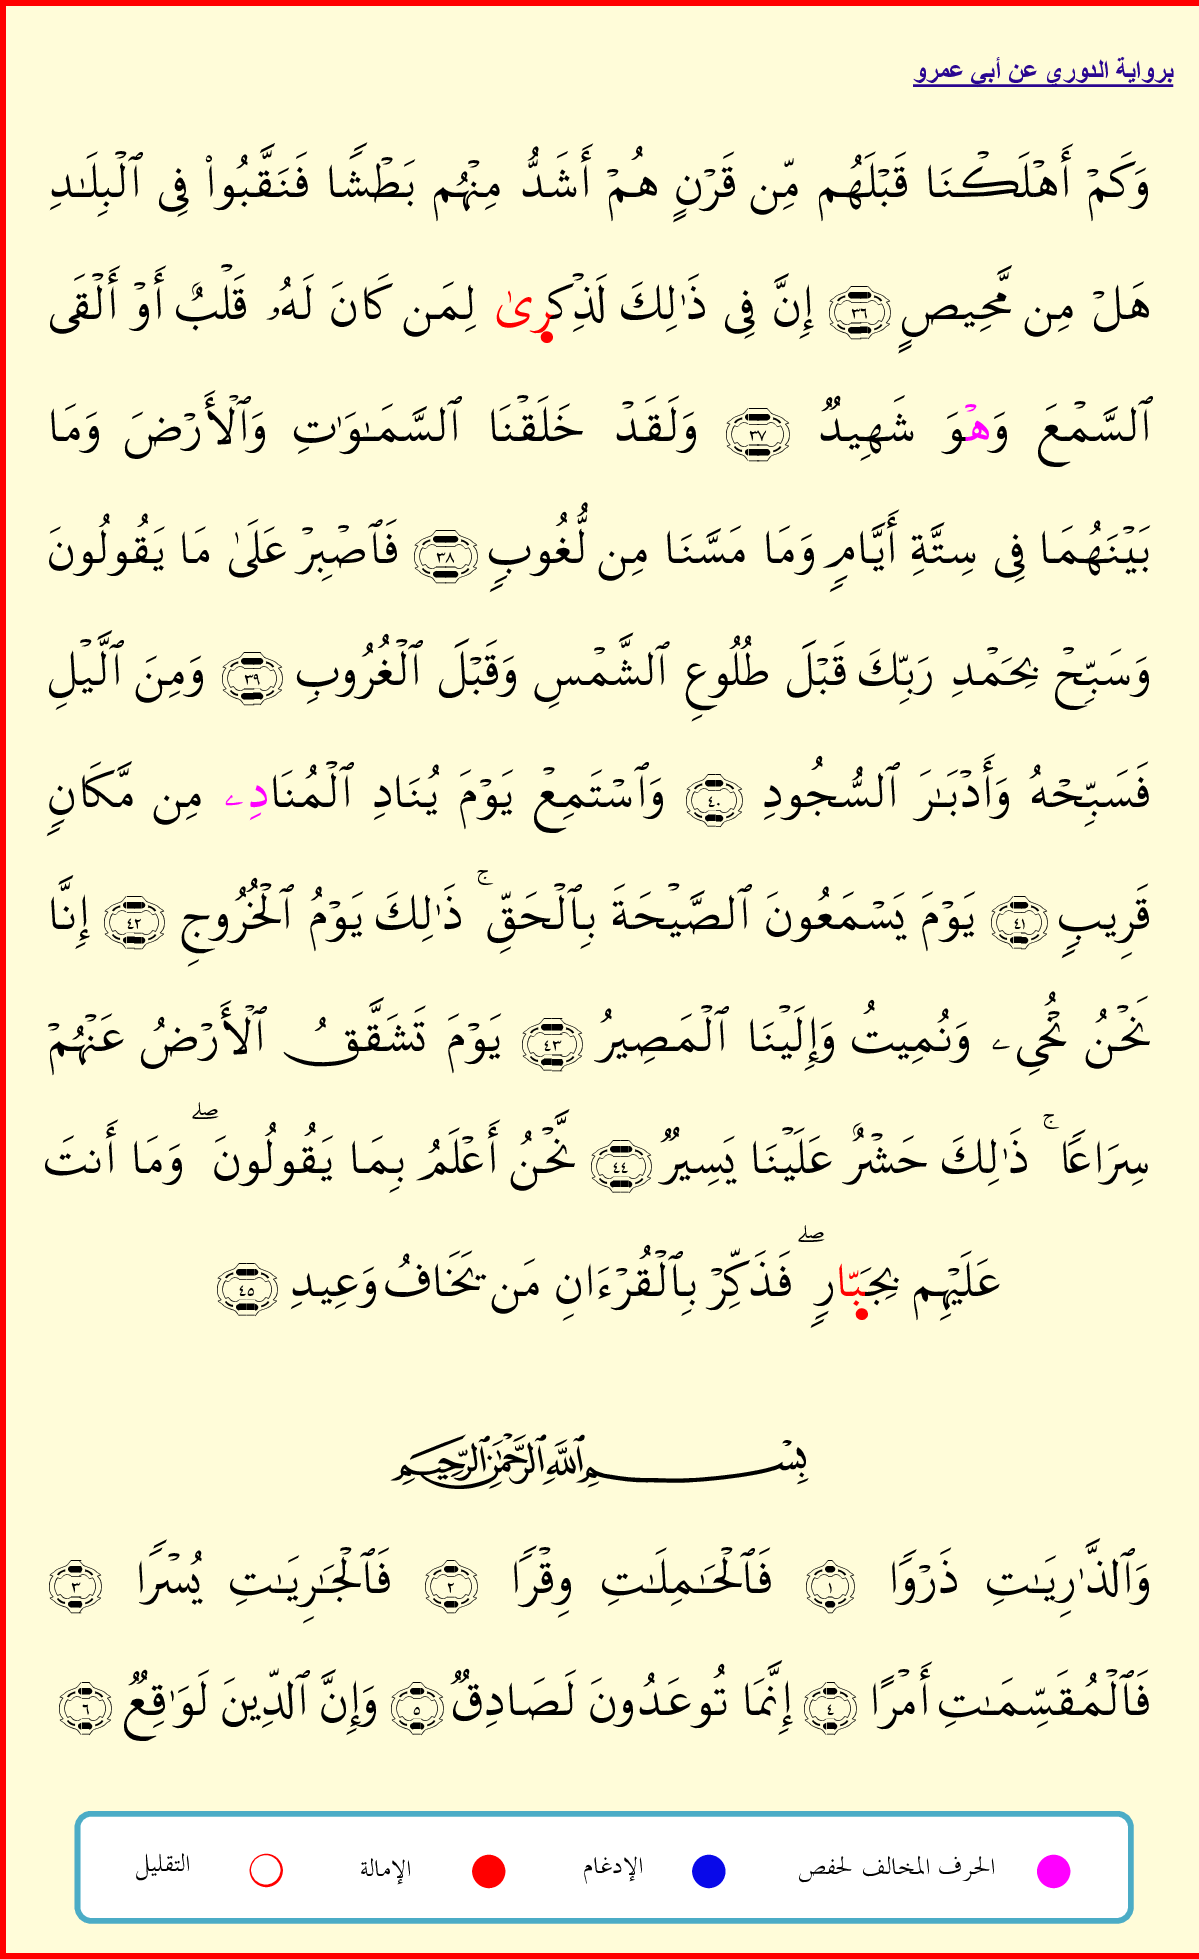 برواية الدوري عن أبي عمرو
وَكَمْ أَهْلَكْنَا قَبْلَهُم مِّن قَرْنٍ هُمْ أَشَدُّ مِنْهُم بَطْشًا فَنَقَّبُوا۟ فِى ٱلْبِلَـٰدِ
هَلْ مِن مَّحِيصٍ ٣٦ إِنَّ فِى ذَٰلِكَ لَذِكْرِىٰ لِمَن كَانَ لَهُۥ قَلْبٌ أَوْ أَلْقَى
ٱلسَّمْعَ وَهْوَ شَهِيدٌ ٣٧ وَلَقَدْ خَلَقْنَا ٱلسَّمَـٰوَٰتِ وَٱلْأَرْضَ وَمَا
بَيْنَهُمَا فِى سِتَّةِ أَيَّامٍ وَمَا مَسَّنَا مِن لُّغُوبٍ ٣٨ فَٱصْبِرْ عَلَىٰ مَا يَقُولُونَ
وَسَبِّحْ بِحَمْدِ رَبِّكَ قَبْلَ طُلُوعِ ٱلشَّمْسِ وَقَبْلَ ٱلْغُرُوبِ ٣٩ وَمِنَ ٱلَّيْلِ
فَسَبِّحْهُ وَأَدْبَـٰرَ ٱلسُّجُودِ ٤٠ وَٱسْتَمِعْ يَوْمَ يُنَادِ ٱلْمُنَادِۦ مِن مَّكَانٍ
قَرِيبٍ ٤١ يَوْمَ يَسْمَعُونَ ٱلصَّيْحَةَ بِٱلْحَقِّ ۚ ذَٰلِكَ يَوْمُ ٱلْخُرُوجِ ٤٢ إِنَّا
نَحْنُ نُحْىِۦ وَنُمِيتُ وَإِلَيْنَا ٱلْمَصِيرُ ٤٣ يَوْمَ تَشَقَّقُ ٱلْأَرْضُ عَنْهُمْ
سِرَاعًا ۚ ذَٰلِكَ حَشْرٌ عَلَيْنَا يَسِيرٌ ٤٤ نَّحْنُ أَعْلَمُ بِمَا يَقُولُونَ ۖ وَمَا أَنتَ
عَلَيْهِم بِجَبَّارٍ ۖ فَذَكِّرْ بِٱلْقُرْءَانِ مَن يَخَافُ وَعِيدِ ٤٥
بِسْمِ ٱللَّهِ ٱلرَّحْمَـٰنِ ٱلرَّحِيمِ
وَٱلذَّٰرِيَـٰتِ ذَرْوًا ١ فَٱلْحَـٰمِلَـٰتِ وِقْرًا ٢ فَٱلْجَـٰرِيَـٰتِ يُسْرًا ٣
فَٱلْمُقَسِّمَـٰتِ أَمْرًا ٤ إِنَّمَا تُوعَدُونَ لَصَادِقٌ ٥ وَإِنَّ ٱلدِّينَ لَوَٰقِعٌ ٦
الحرف المخالف لحفص الإدغام الإمالة التقليل